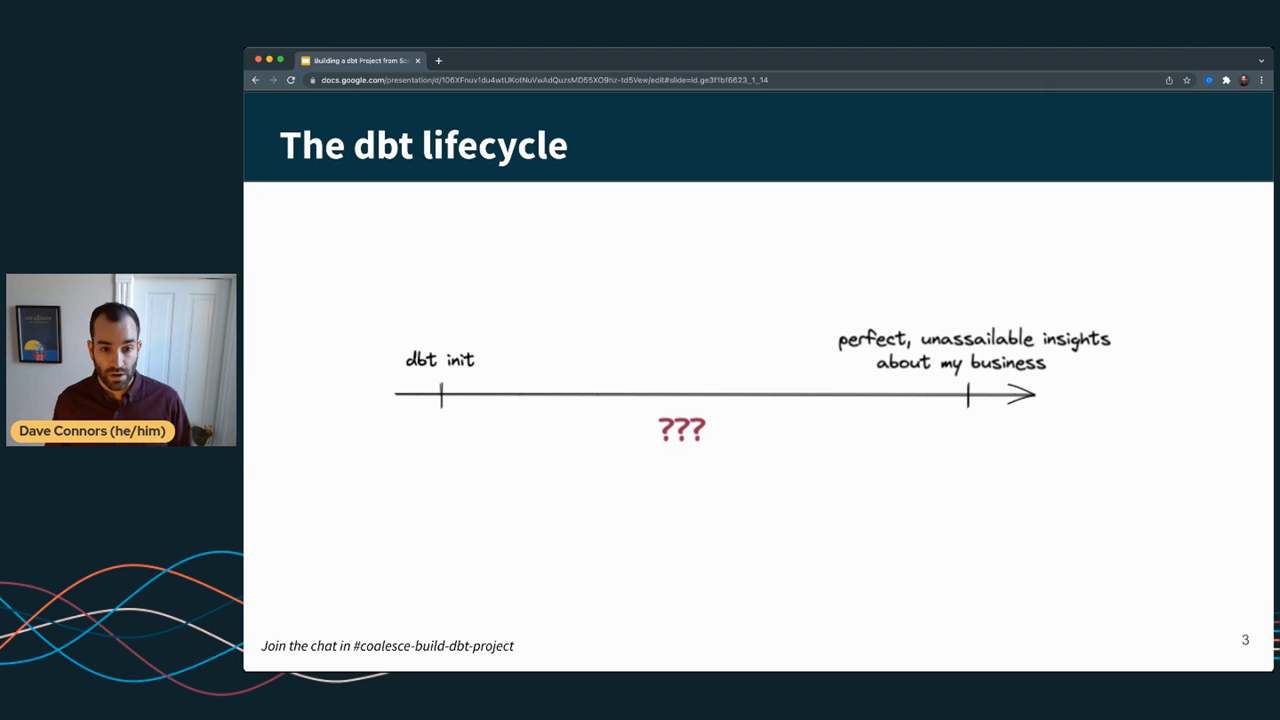 Building a dbt Project from Scr
docs.google.com/presentation/d/106XFnuv1du4wtUKotNuVwAdQuzsMD55XO9hz-td5Vew/edit#slide=id.ge3f1bf6623_1_14
The dbt lifecycle
dbt init
perfect, unassailable insights
about my business
???
Dave Connors (he/him)
Join the chat in #coalesce-build-dbt-project
3